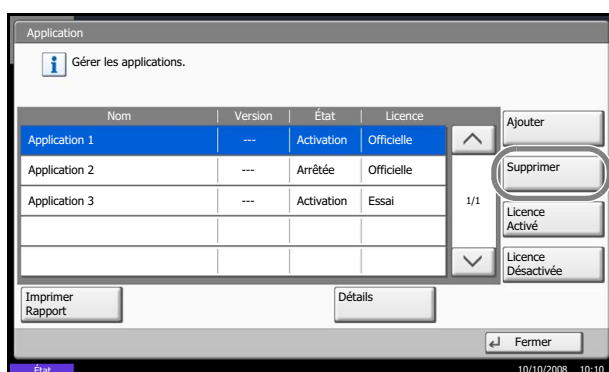 Application
Gérer les applications.
Nom Version État Licence
Application 1 --- Activation Officielle
Application 2 --- Arrêtée Officielle
Application 3 --- Activation Essai
1/1
Ajouter
Supprimer
Licence
Activé
Licence
Désactivée
Imprimer
Rapport
Détails
Fermer
État 10/10/2008 10:10